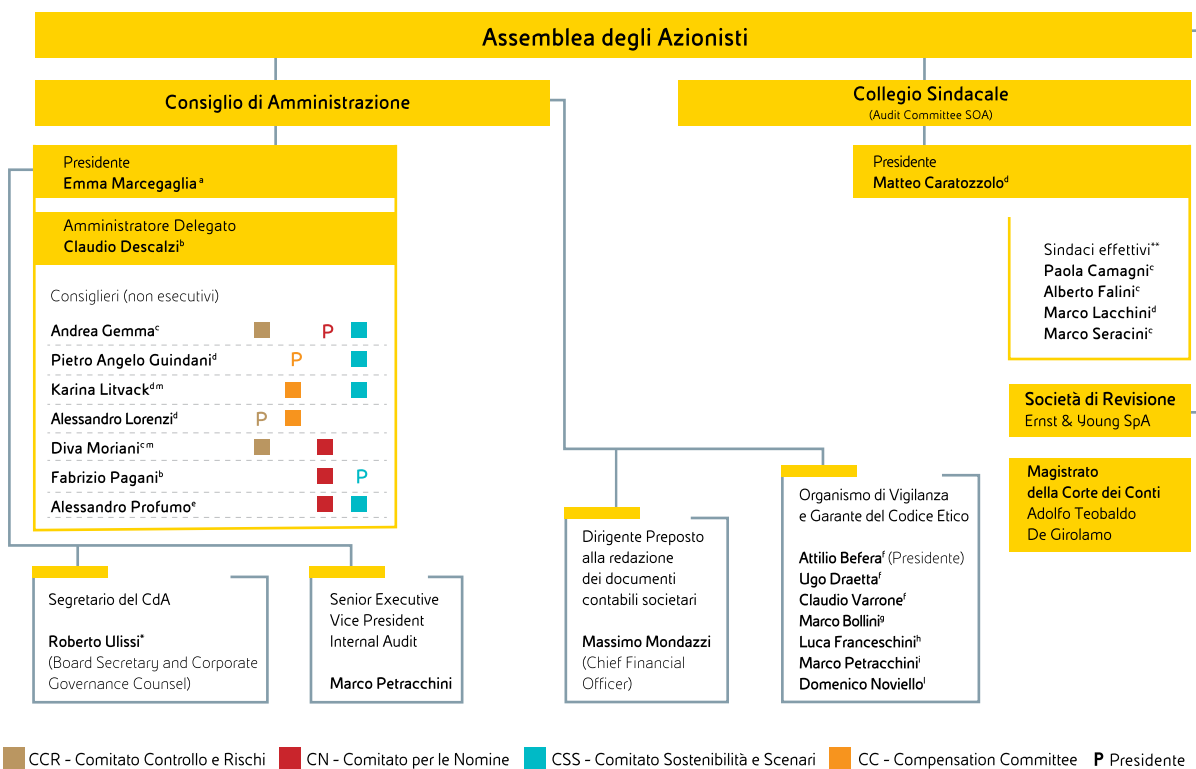 Assemblea degli Azionisti
Consiglio di Amministrazione
Collegio Sindacale
(Audit Committee SOA)
Presidente
Emma Marcegaglia a
Amministratore Delegato
Claudio Descalzi b
Consiglieri (non esecutivi)
Andrea Gemma c P
Pietro Angelo Guindani d P
Karina Litvack d m
Alessandro Lorenzi d P
Diva Moriani c m
Fabrizio Pagani b P
Alessandro Profumo e
Presidente
Matteo Caratozzolo d
Sindaci effettivi**
Paola Camagni c
Alberto Falini c
Marco Lacchini d
Marco Seracini c
Società di Revisione
Ernst & Young SpA
Magistrato
della Corte dei Conti
Adolfo Teobaldo
De Girolamo
Segretario del CdA
Roberto Ulissi*
(Board Secretary and Corporate
Governance Counsel)
Senior Executive
Vice President
Internal Audit
Marco Petracchini
Dirigente Preposto
alla redazione
dei documenti
contabili societari
Massimo Mondazzi
(Chief Financial
Officer)
Organismo di Vigilanza
e Garante del Codice Etico
Attilio Befera f (Presidente)
Ugo Draetta f
Claudio Varrone f
Marco Bollini g
Luca Franceschini h
Marco Petracchini i
Domenico Noviello l
CCR - Comitato Controllo e Rischi CN - Comitato per le Nomine CSS - Comitato Sostenibilità e Scenari CC - Compensation Committee P Presidente